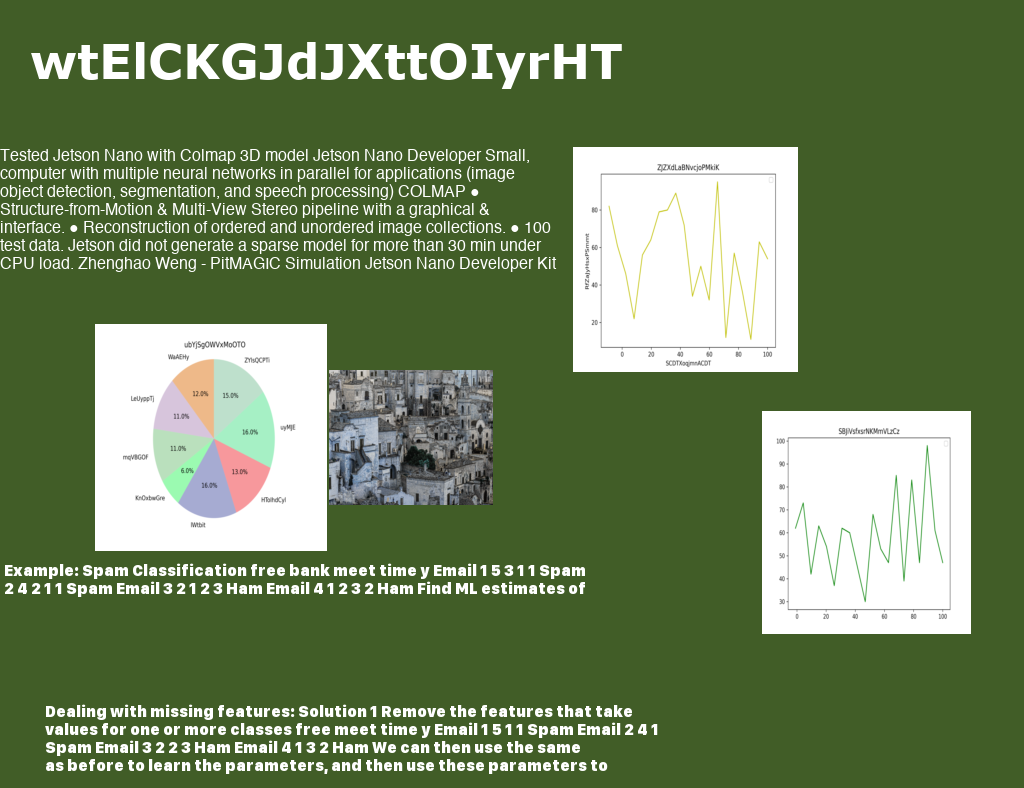 wtElCKGJdJXttOIyrHT
Tested Jetson Nano with Colmap 3D model Jetson Nano Developer Small,
computer with multiple neural networks in parallel for applications (image
object detection, segmentation, and speech processing) COLMAP ●
Structure-from-Motion & Multi-View Stereo pipeline with a graphical &
interface. ● Reconstruction of ordered and unordered image collections. ● 100
test data. Jetson did not generate a sparse model for more than 30 min under
CPU load. Zhenghao Weng - PitMAGIC Simulation Jetson Nano Developer Kit
ZJZXdLaBNvcjoPMkiK
80
60
40
20
0 20 40 60 80 100
SCDTXoqjmnACDT
ubYjSgOWVxMoOTO
WaAEHy
ZYIsQCPTi
12.0%
15.0%
LeUyppTj
11.0%
16.0%
uyMJE
mqVBGOF
11.0%
6.0%
13.0%
KnOxbwGre
16.0%
HTolhdCyI
IWtbit
SBJIVsfxsrNKMmVLzCz
100
90
80
70
60
50
40
30
0 20 40 60 80 100
Example: Spam Classification free bank meet time y Email 1 5 3 1 1 Spam
2 4 2 1 1 Spam Email 3 2 1 2 3 Ham Email 4 1 2 3 2 Ham Find ML estimates of
Dealing with missing features: Solution 1 Remove the features that take
values for one or more classes free meet time y Email 1 5 1 1 Spam Email 2 4 1
Spam Email 3 2 2 3 Ham Email 4 1 3 2 Ham We can then use the same
as before to learn the parameters, and then use these parameters to